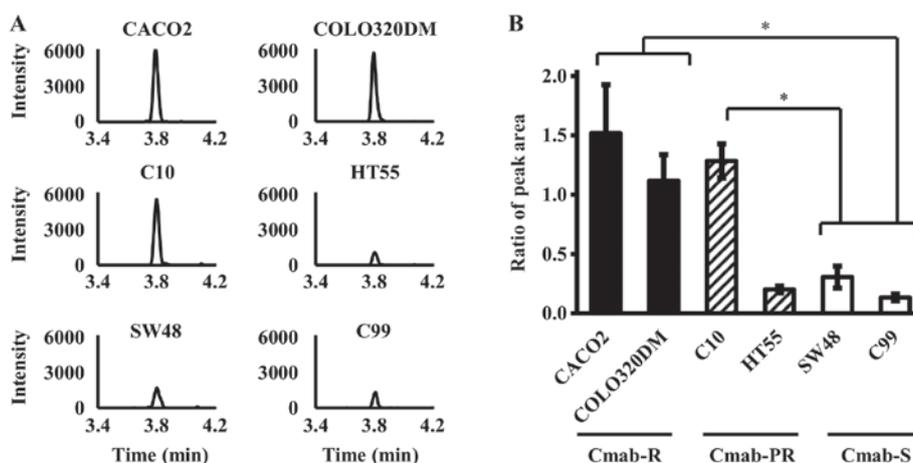 A
B
CACO2
COLO320DM
Intensity
6000
3000
0
3.4 3.8 4.2
6000
3000
0
3.4 3.8 4.2
C10
HT55
Intensity
6000
3000
0
3.4 3.8 4.2
6000
3000
0
3.4 3.8 4.2
SW48
C99
Intensity
6000
3000
0
3.4 3.8 4.2
6000
3000
0
3.4 3.8 4.2
Time (min)
Time (min)
*
*
Ratio of peak area
2.0
1.5
1.0
0.5
0.0
CACO2
COLO320DM
C10
HT55
SW48
C99
Cmab-R
Cmab-PR
Cmab-S